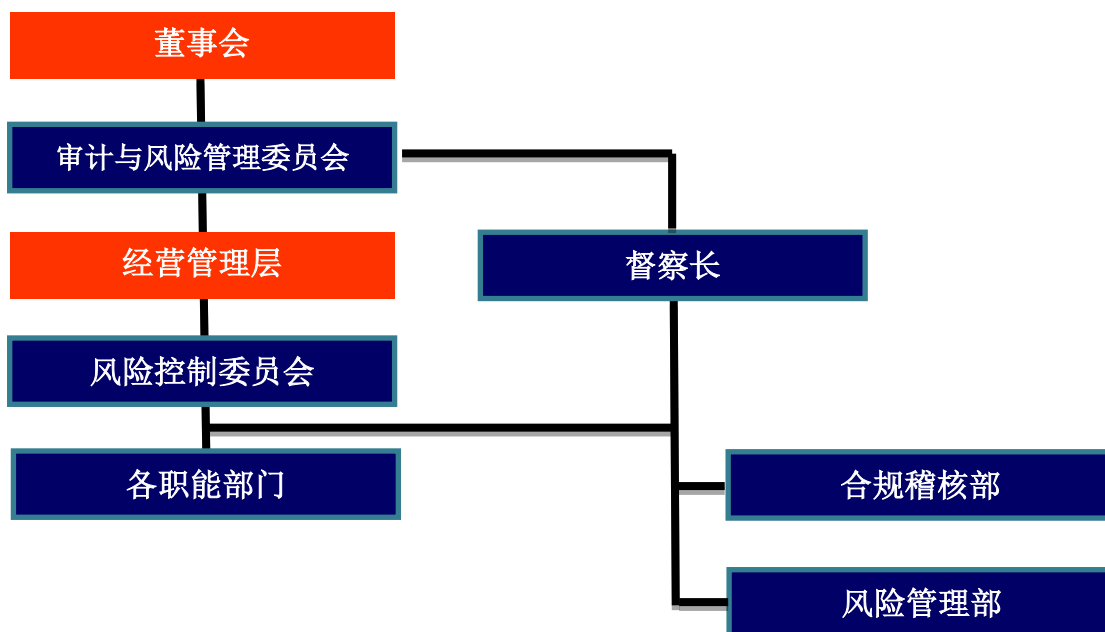 董事会
审计与风险管理委员会
经营管理层
督察长
风险控制委员会
各职能部门
合规稽核部
风险管理部